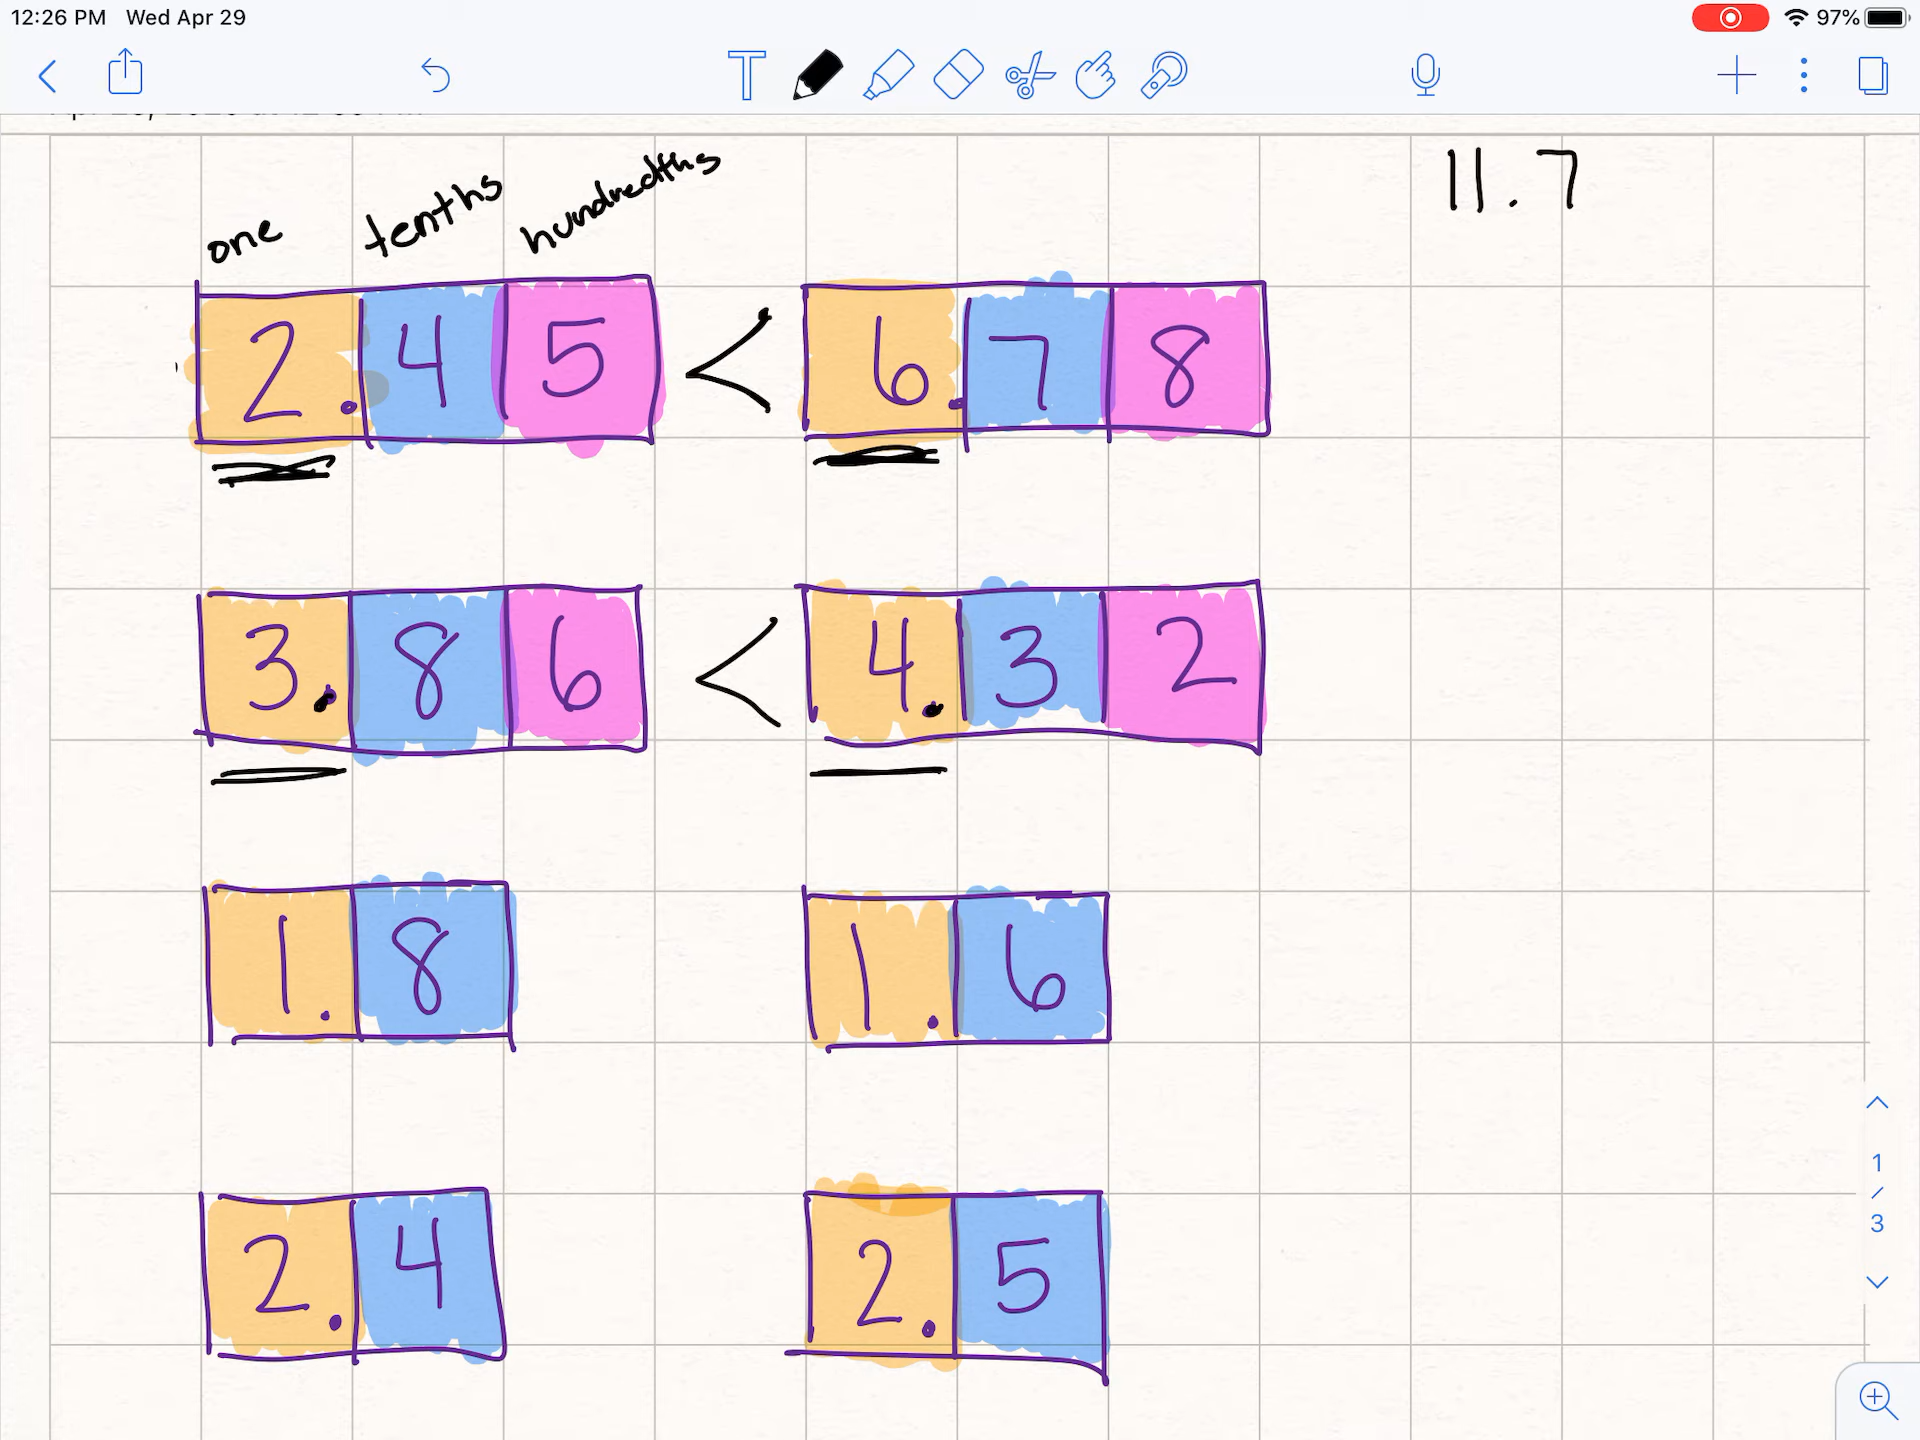 12:26 PM Wed Apr 29 97%
11.7
one tenths hundredths
2.45 < 6.78
3.86 < 4.32
1.8 1.6
2.4 2.5
1
/
3